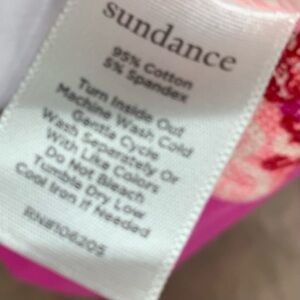 sundance
95% Cotton
5% Spandex
Turn Inside Out
Machine Wash Cold
Gentle Cycle
Wash Separately Or
With Like Colors
Do Not Bleach
Tumble Dry Low
Cool Iron If Needed
RN#106205